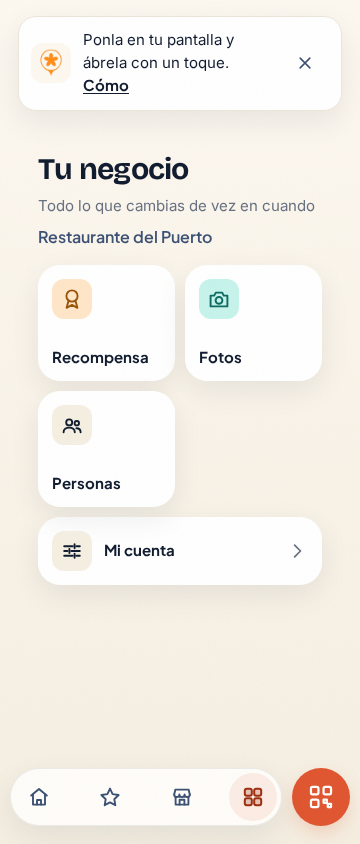 Ponla en tu pantalla y
ábrela con un toque.
Cómo
Tu negocio
Todo lo que cambias de vez en cuando
Restaurante del Puerto
Recompensa
Fotos
Personas
Mi cuenta